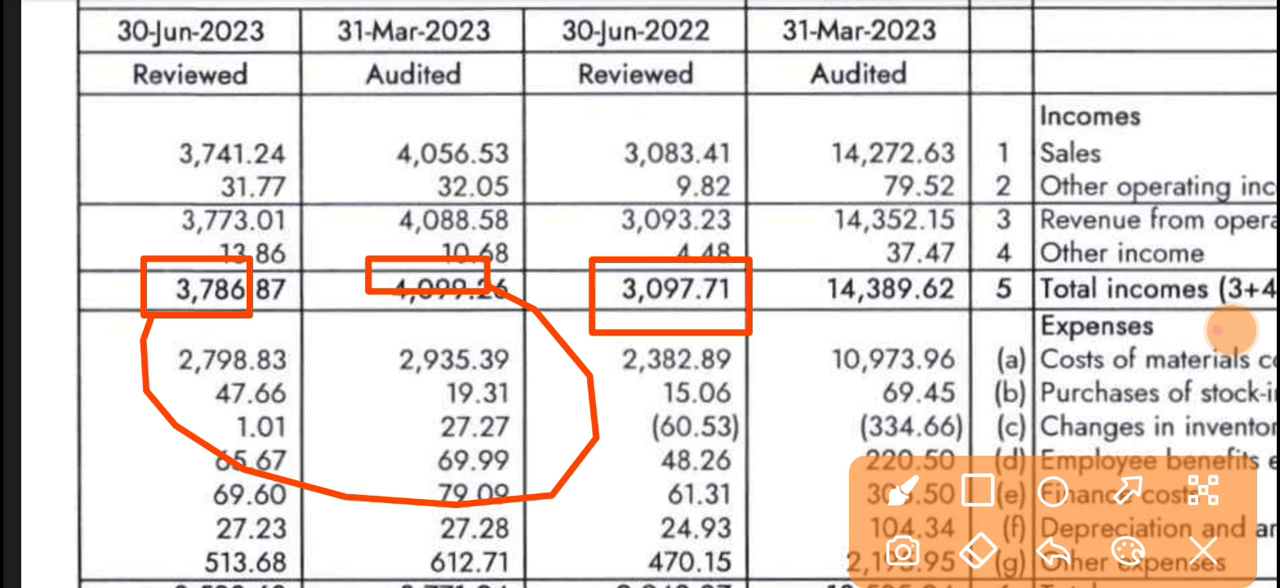 30-Jun-2023 31-Mar-2023 30-Jun-2022 31-Mar-2023
Reviewed Audited Reviewed Audited
Incomes
3,741.24 4,056.53 3,083.41 14,272.63 1 Sales
31.77 32.05 9.82 79.52 2 Other operating inc
3,773.01 4,088.58 3,093.23 14,352.15 3 Revenue from opera
13.86 10.68 4.48 37.47 4 Other income
3,786.87 4,099.26 3,097.71 14,389.62 5 Total incomes (3+4
Expenses
2,798.83 2,935.39 2,382.89 10,973.96 (a) Costs of materials co
47.66 19.31 15.06 69.45 (b) Purchases of stock-i
1.01 27.27 (60.53) (334.66) (c) Changes in inventor
65.67 69.99 48.26 220.50 (d) Employee benefits e
69.60 79.09 61.31 (e) Finance costs
27.23 27.28 24.93 104.34 (f) Depreciation and a
513.68 612.71 470.15 (g) Other expenses